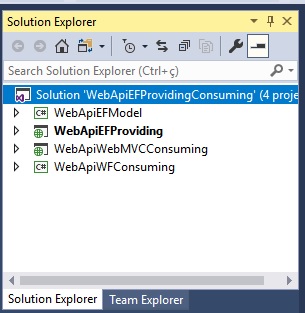 Solution Explorer
Search Solution Explorer (Ctrl+ç)
Solution 'WebApiEFProvidingConsuming' (4 proje
WebApiEFModel
WebApiEFProviding
WebApiWebMVCConsuming
WebApiWFConsuming
Solution Explorer Team Explorer